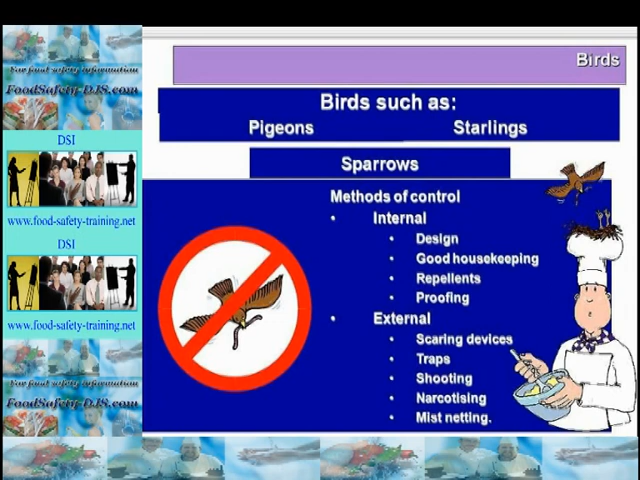 For food safety information
FoodSafety-DJS.com
DSI
www.food-safety-training.net
DSI
www.food-safety-training.net
For food safety information
FoodSafety-DJS.com
Birds
Birds such as:
Pigeons Starlings
Sparrows
Methods of control
• Internal
• Design
• Good housekeeping
• Repellents
• Proofing
• External
• Scaring devices
• Traps
• Shooting
• Narcotising
• Mist netting.